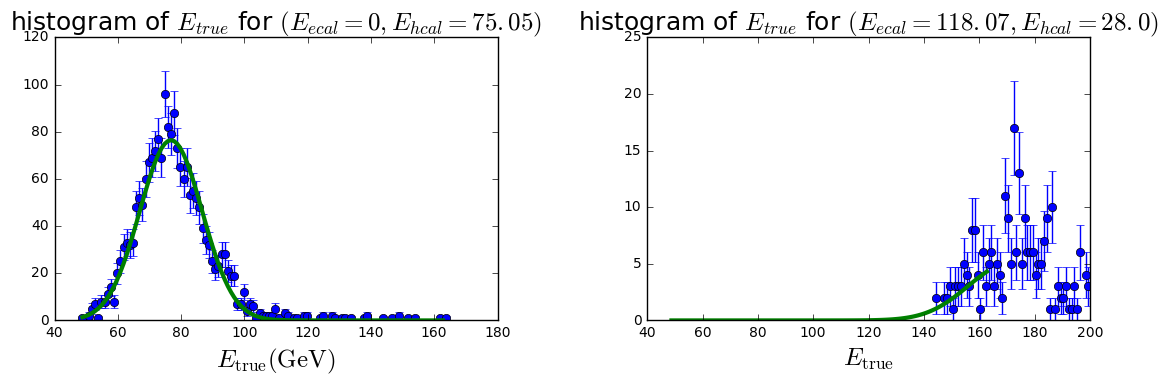 histogram of E_true for (E_ecal = 0, E_hcal = 75.05)
120
100
80
60
40
20
0
40 60 80 100 120 140 160 180
E_true(GeV)
histogram of E_true for (E_ecal = 118.07, E_hcal = 28.0)
25
20
15
10
5
0
40 60 80 100 120 140 160 180 200
E_true